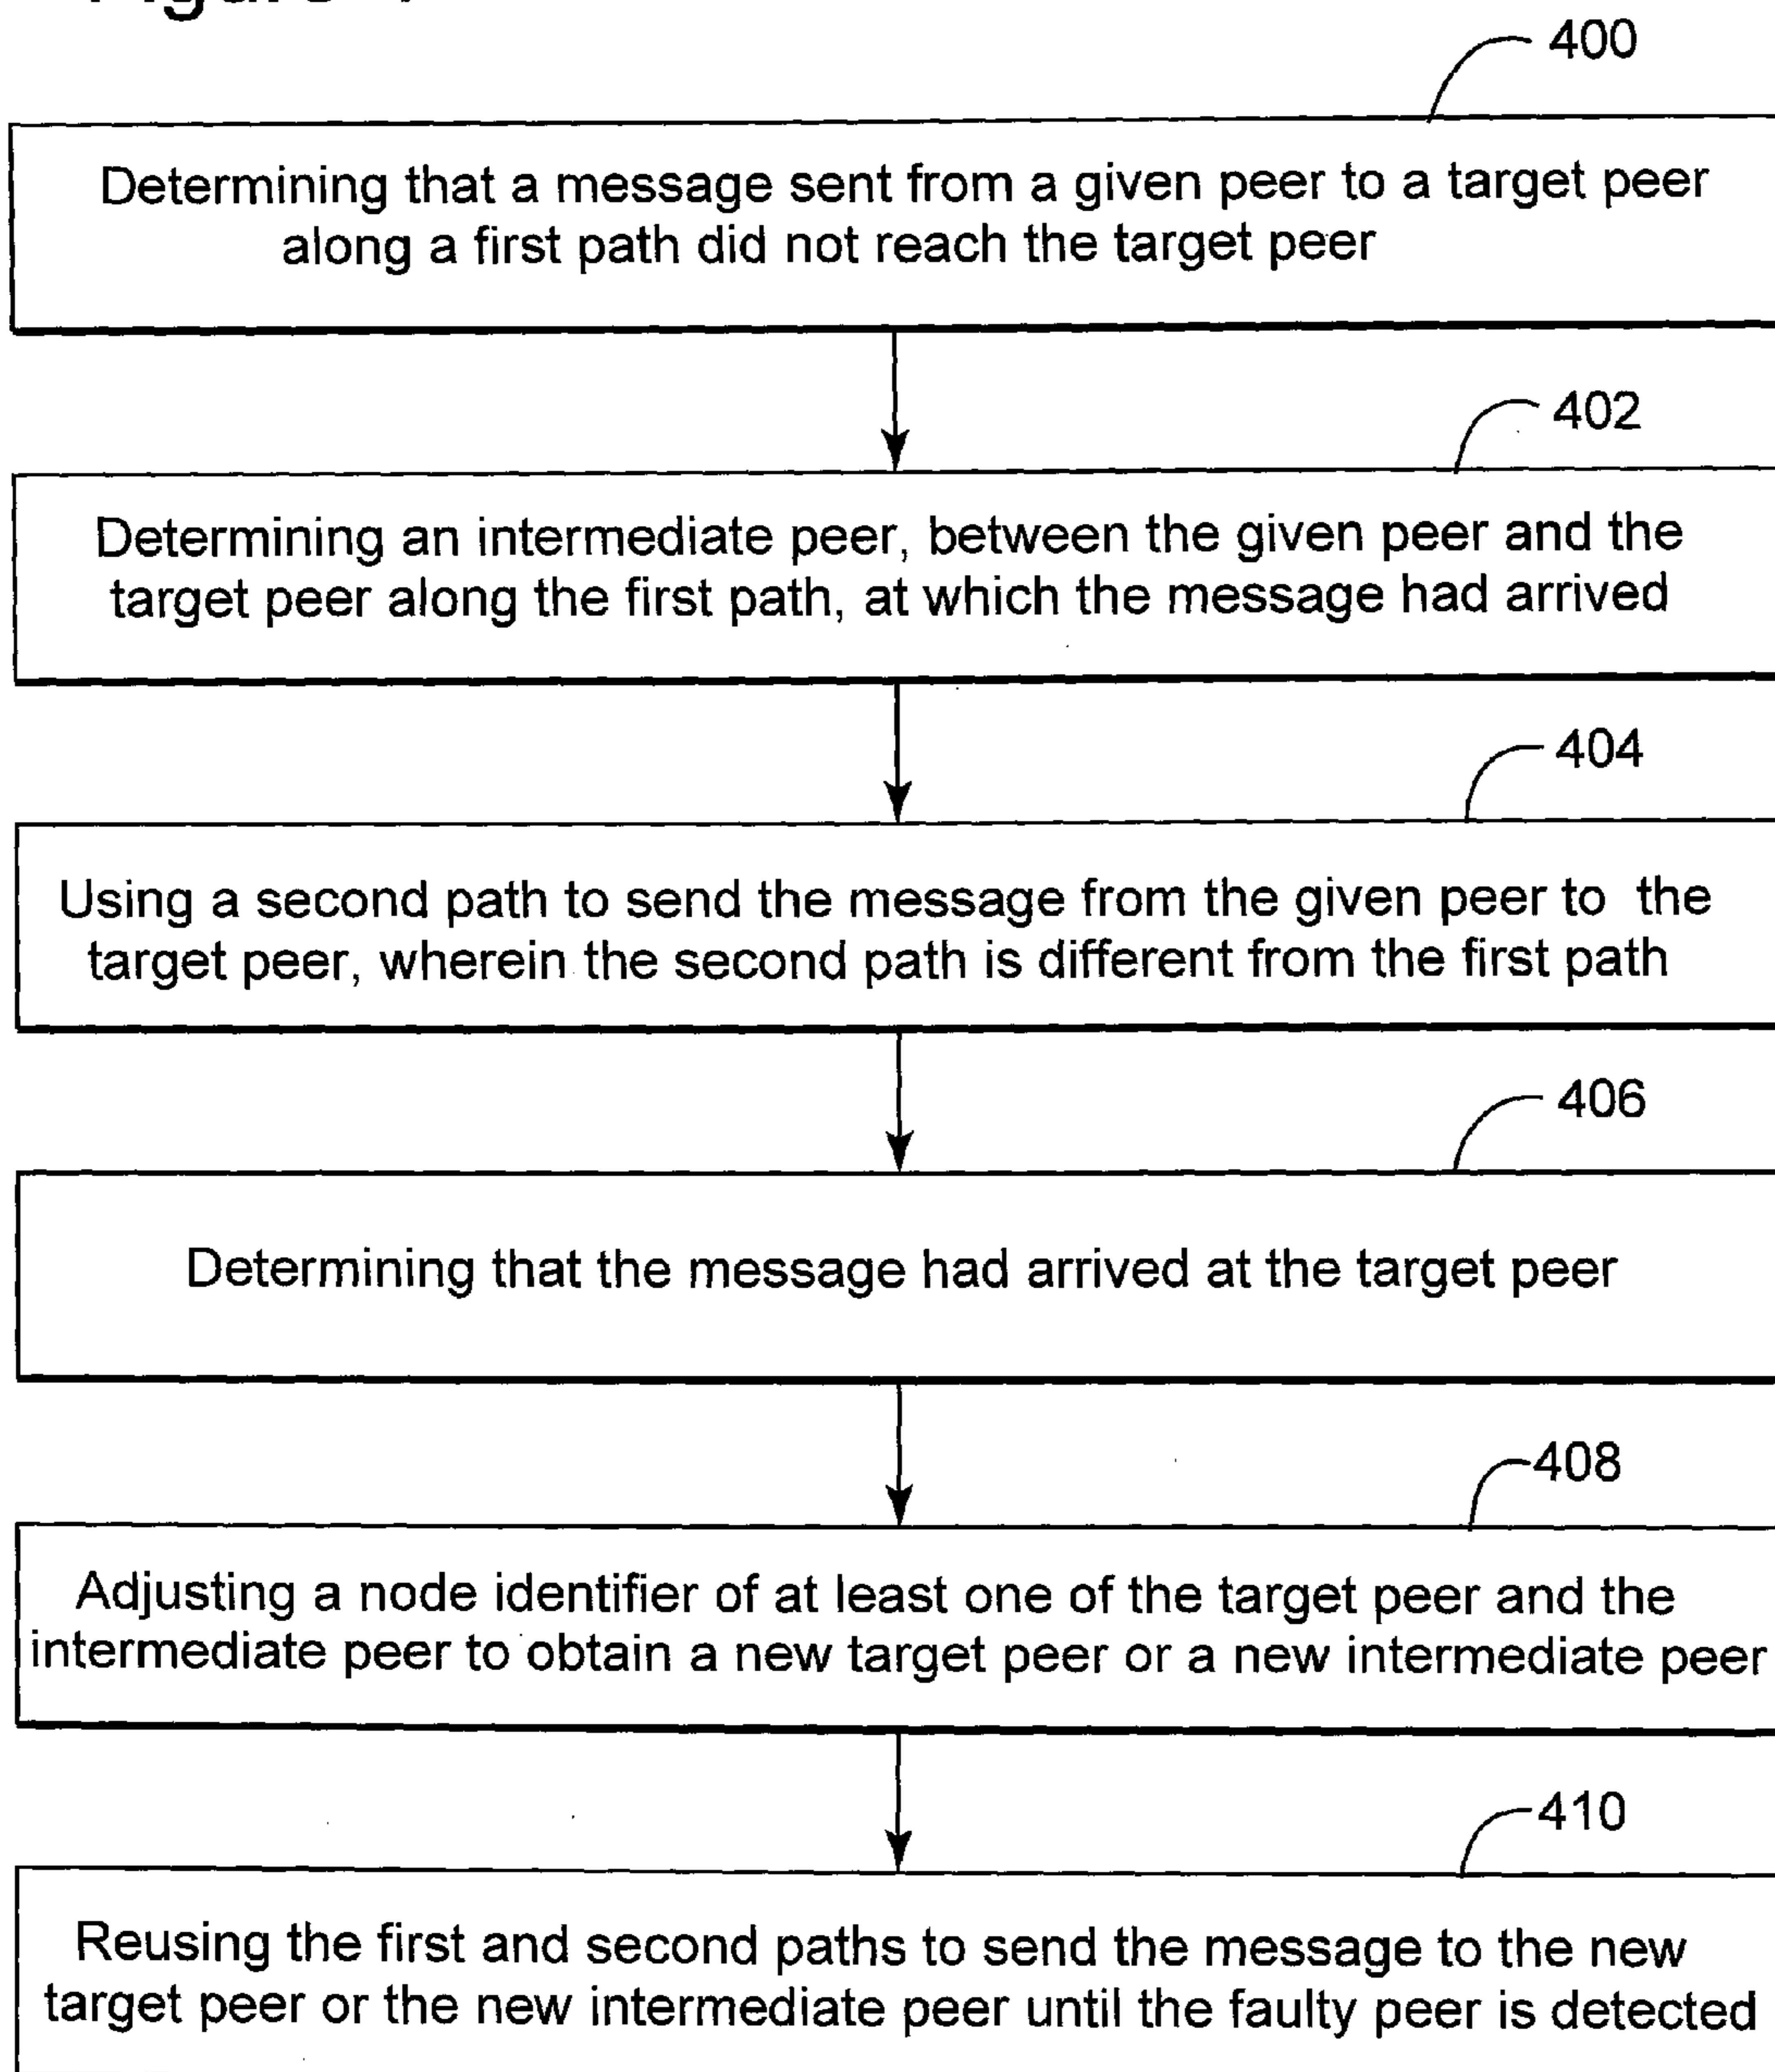 400
Determining that a message sent from a given peer to a target peer
along a first path did not reach the target peer
402
Determining an intermediate peer, between the given peer and the
target peer along the first path, at which the message had arrived
404
Using a second path to send the message from the given peer to the
target peer, wherein the second path is different from the first path
406
Determining that the message had arrived at the target peer
408
Adjusting a node identifier of at least one of the target peer and the
intermediate peer to obtain a new target peer or a new intermediate peer
410
Reusing the first and second paths to send the message to the new
target peer or the new intermediate peer until the faulty peer is detected